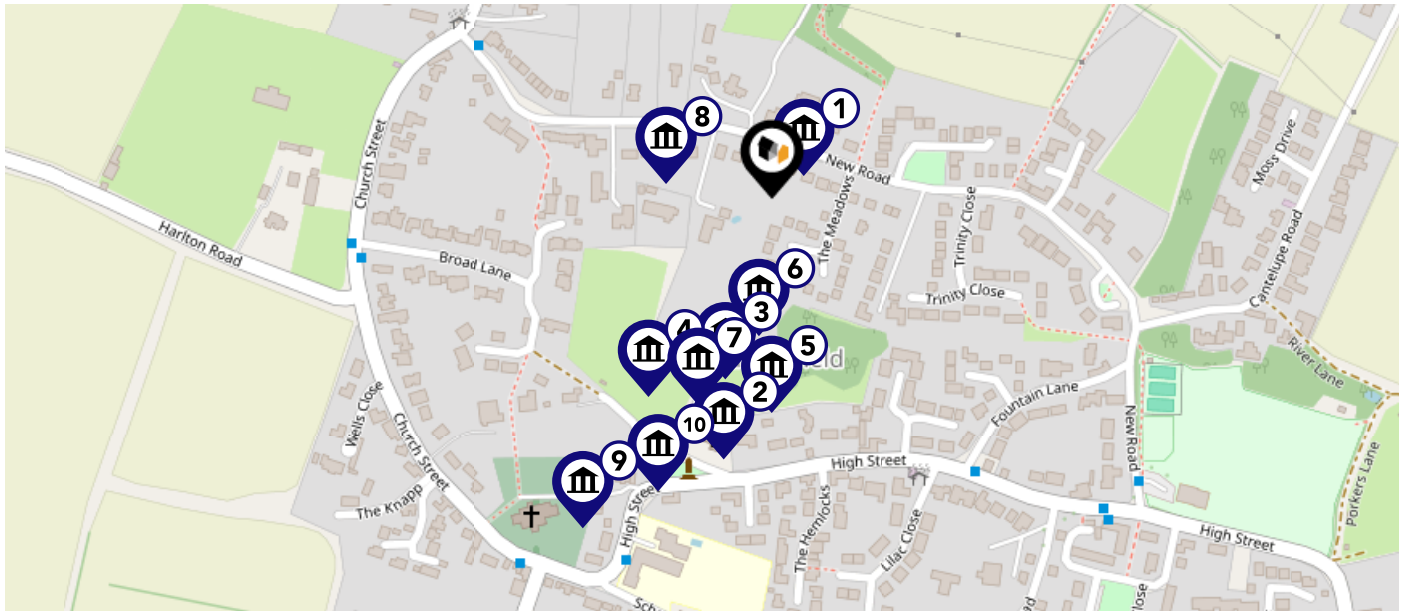 1
8
New Road
Church Street
Moss Drive
The Meadows
Trinity Close
Harlton Road
Broad Lane
Cantelupe Road
6
Trinity Close
3
4
7
5
River Lane
2
Wells Close
Fountain Lane
Church Street
10
New Road
9
High Street
Porkers Lane
The Knapp
High Street
The Hemlocks
Lilac Close
High Street